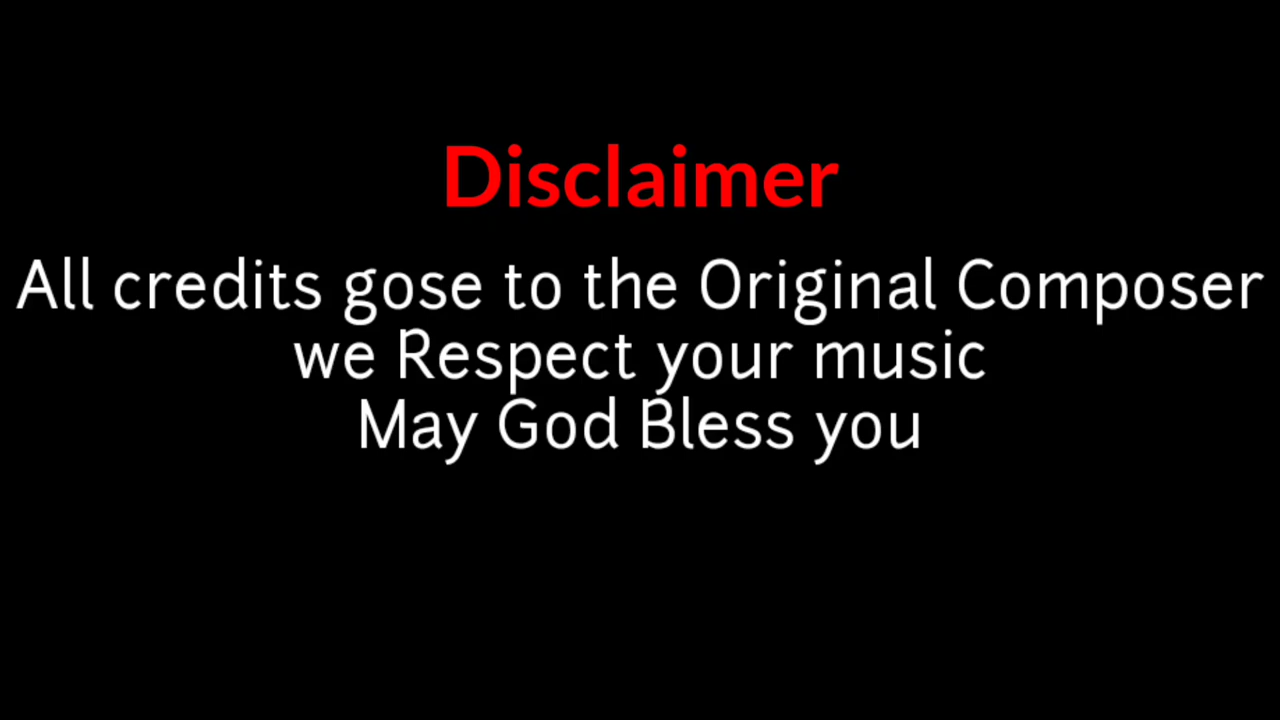 Disclaimer
All credits gose to the Original Composer
we Respect your music
May God Bless you